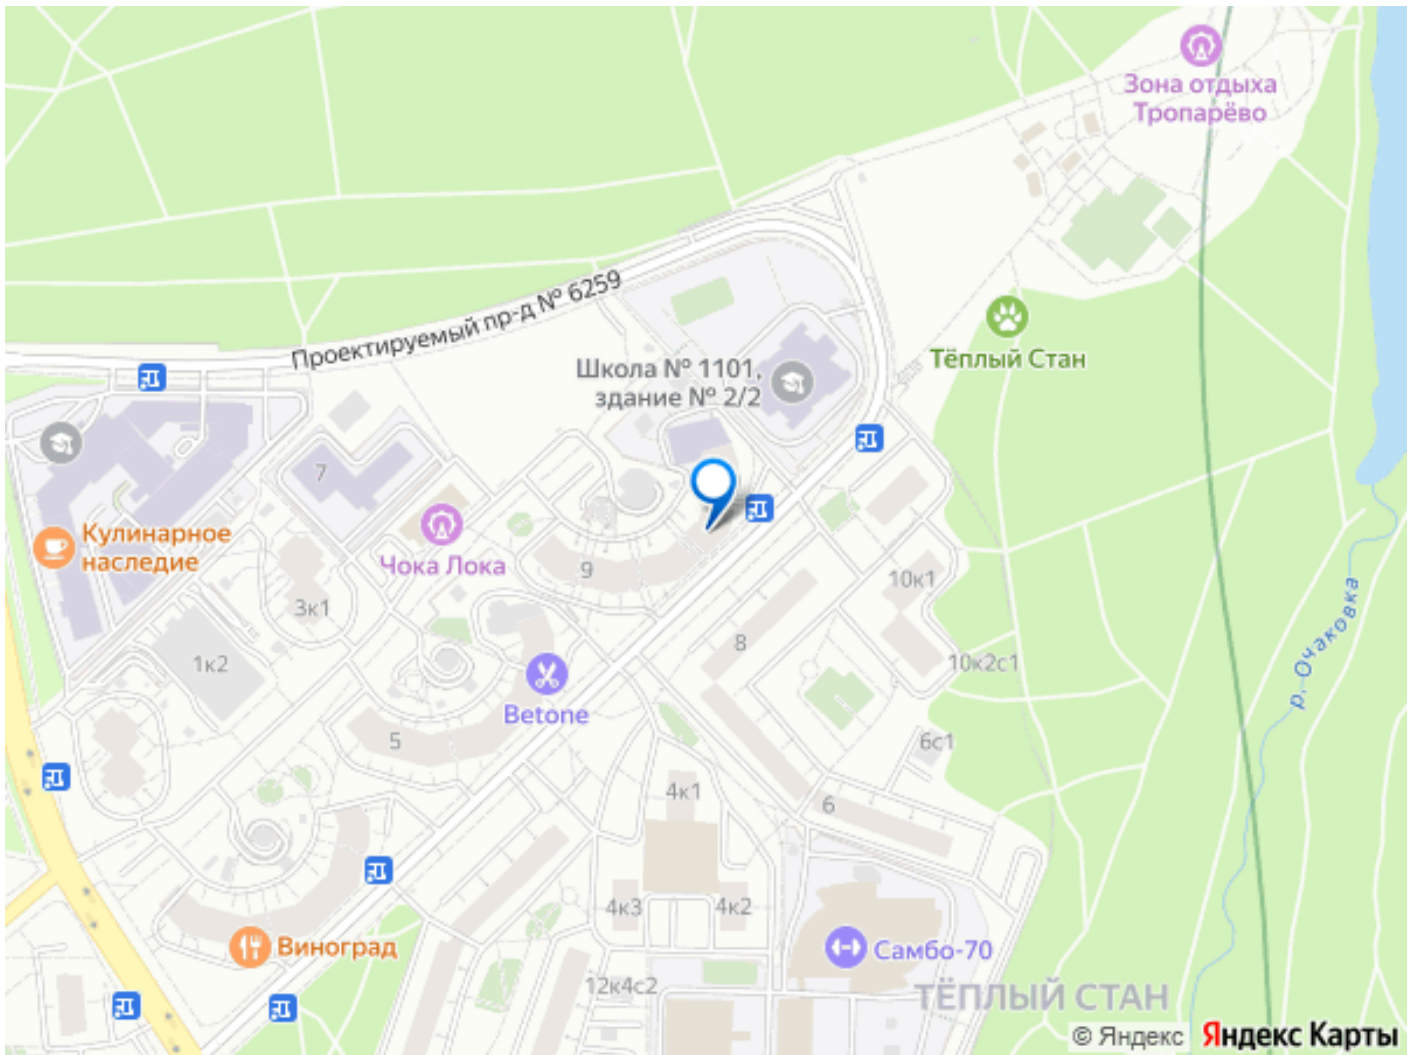 Зона отдыха
Тропарёво
Проектируемый пр-д № 6259
Тёплый Стан
Школа № 1101,
здание № 2/2
7
Кулинарное
наследие
Чока Лока
9
10к1
3к1
р. Очаковка
8
1к2
10к2с1
Betone
5
6с1
4к1
6
4к3
4к2
Виноград
Самбо-70
12к4с2
ТЁПЛЫЙ СТАН
© Яндекс
Яндекс Карты